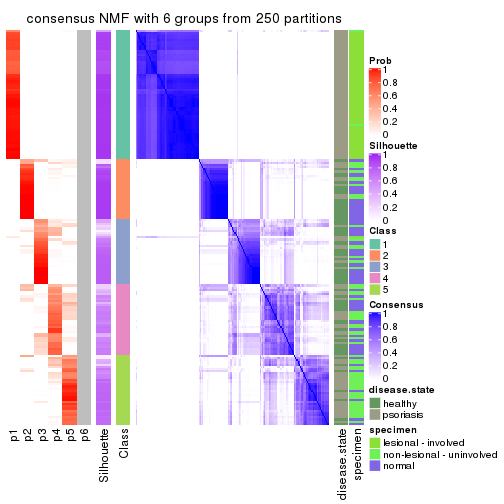 consensus NMF with 6 groups from 250 partitions
Prob
1
0.8
0.6
0.4
0.2
0
Silhouette
1
0.8
0.6
0.4
0.2
0
Class
1
2
3
4
5
Consensus
1
0.8
0.6
0.4
0.2
0
disease.state
healthy
psoriasis
specimen
lesional - involved
non-lesional - uninvolved
normal
p1
p2
p3
p4
p5
p6
Silhouette
Class
disease.state
specimen